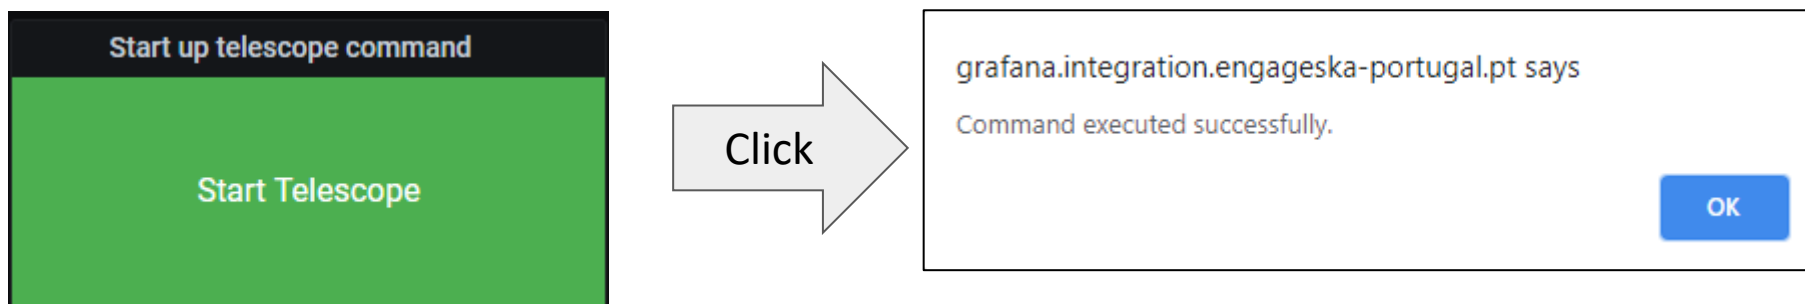 Start up telescope command
Start Telescope
Click
grafana.integration.engageska-portugal.pt says
Command executed successfully.
OK